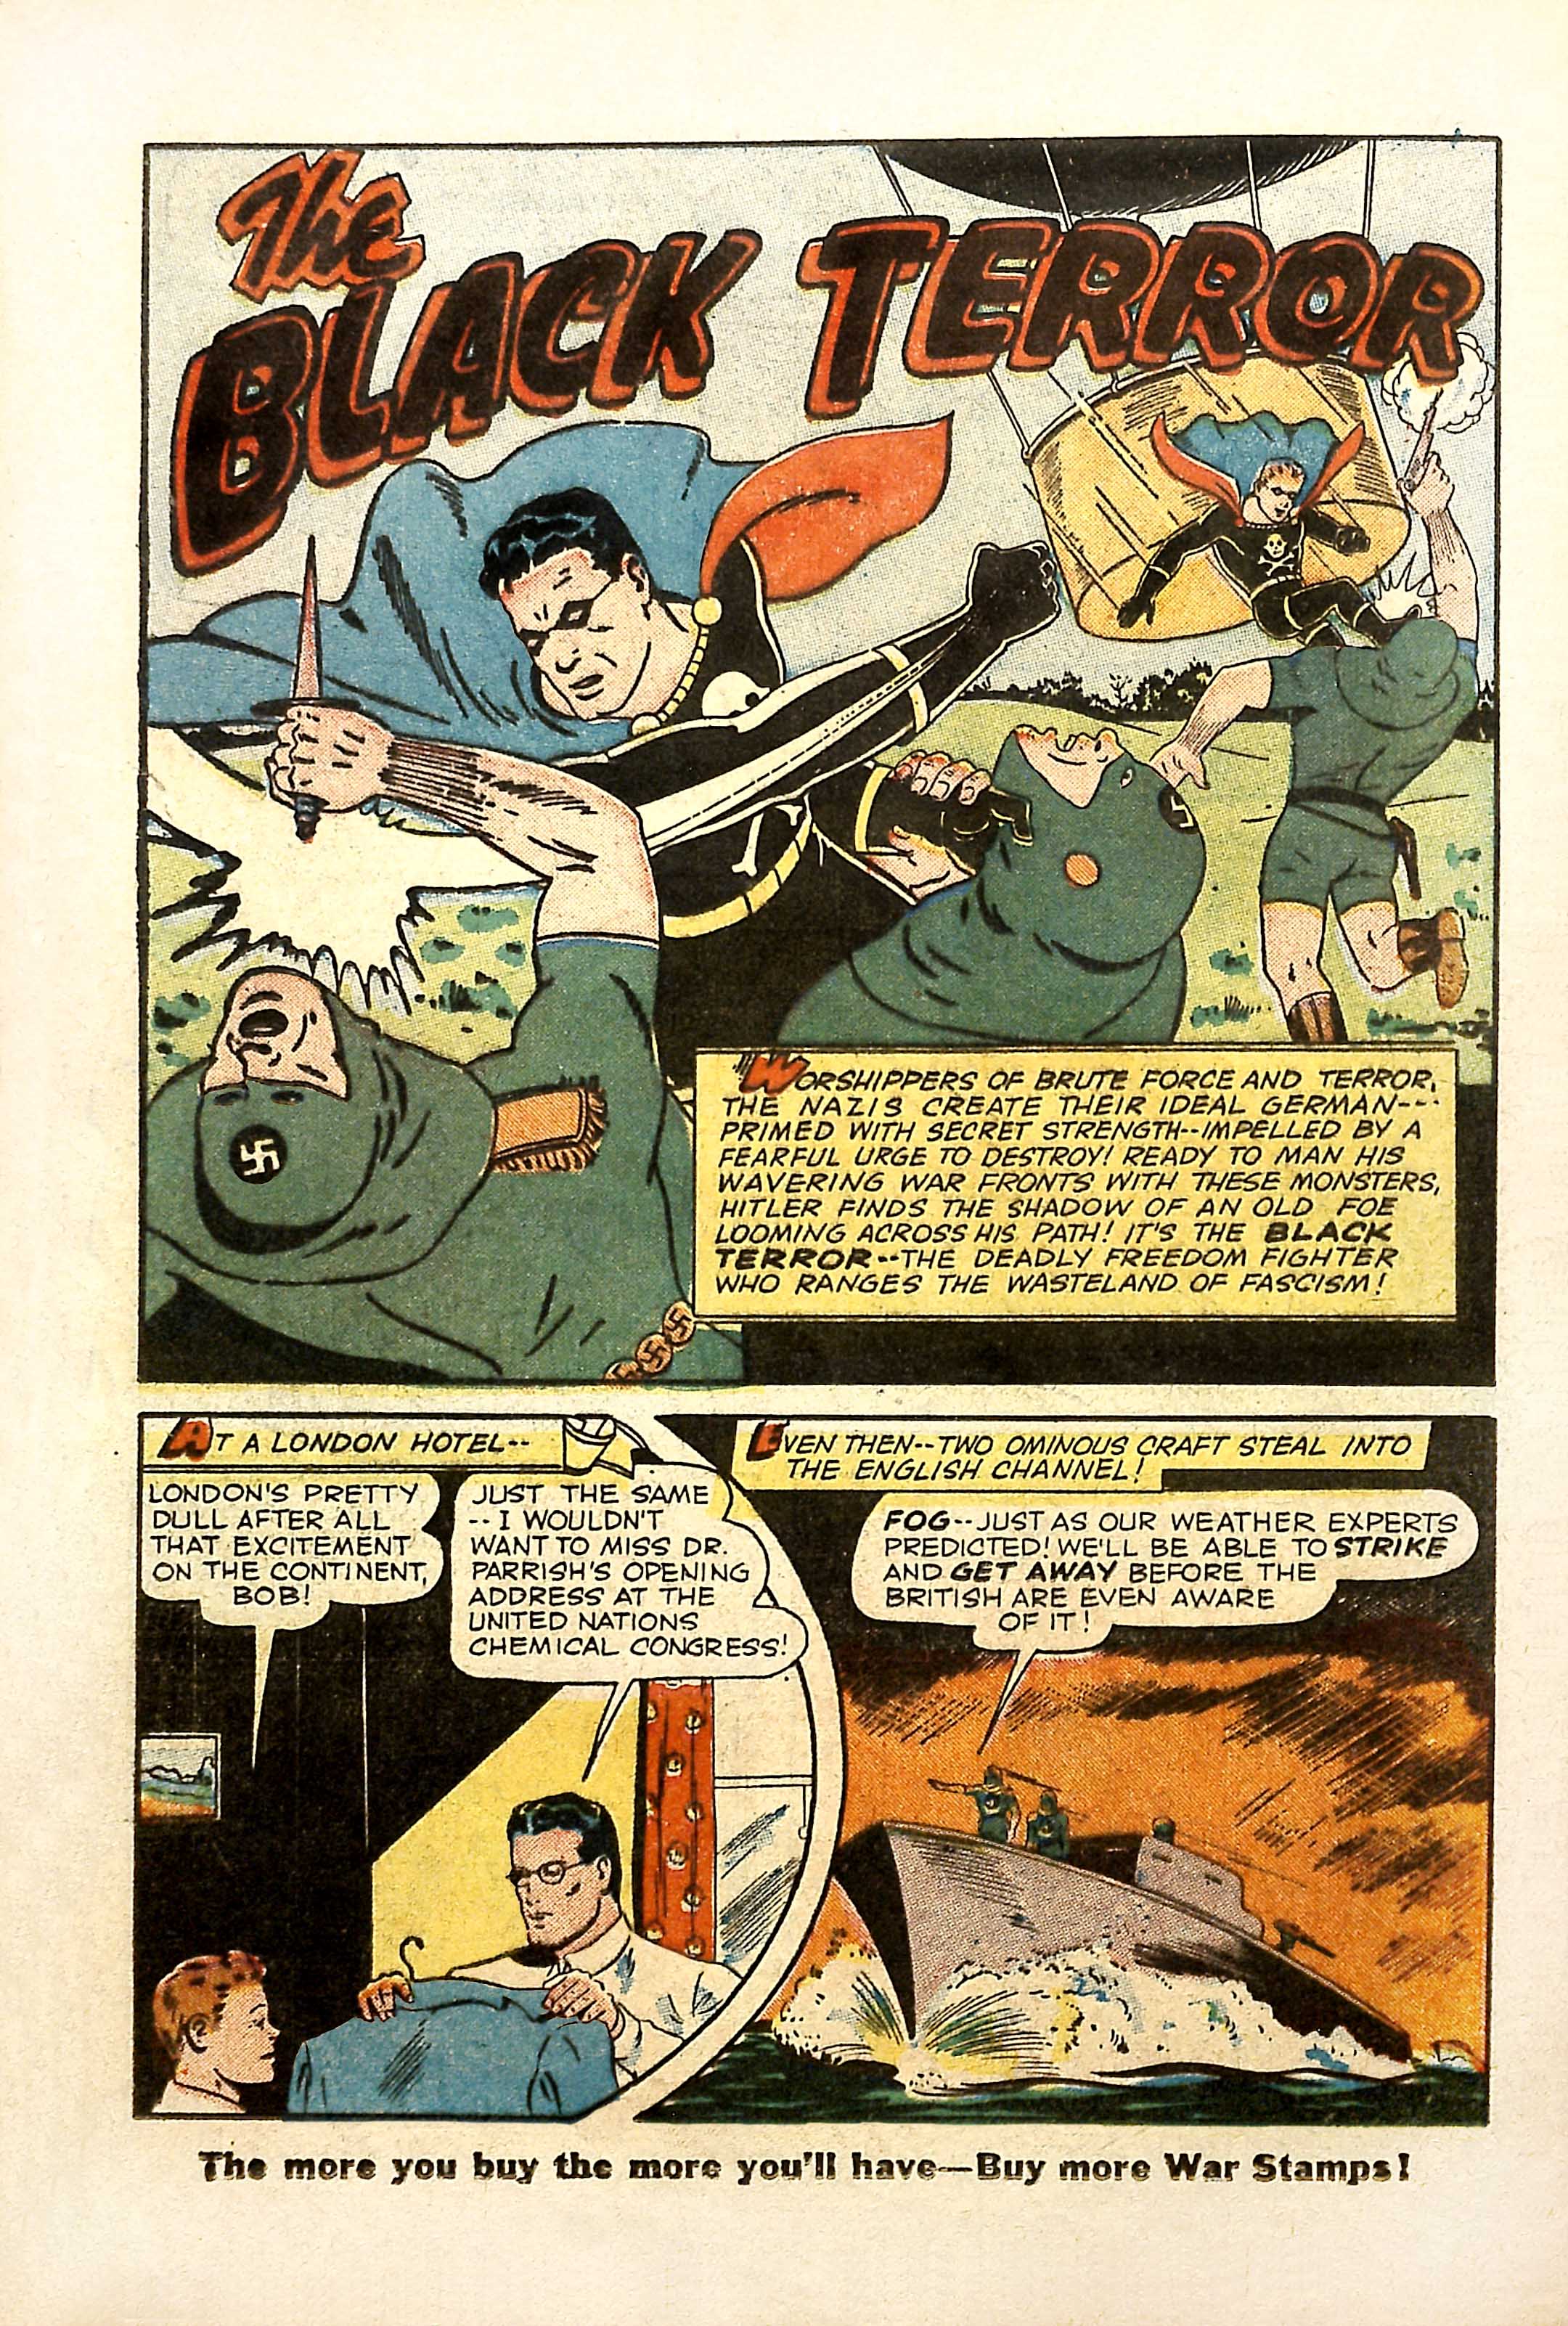 The
BLACK TERROR
WORSHIPPERS OF BRUTE FORCE AND TERROR,
THE NAZIS CREATE THEIR IDEAL GERMAN---
PRIMED WITH SECRET STRENGTH--IMPELLED BY A
FEARFUL URGE TO DESTROY! READY TO MAN HIS
WAVERING WAR FRONTS WITH THESE MONSTERS,
HITLER FINDS THE SHADOW OF AN OLD FOE
LOOMING ACROSS HIS PATH! IT'S THE BLACK
TERROR--THE DEADLY FREEDOM FIGHTER
WHO RANGES THE WASTELAND OF FASCISM!
AT A LONDON HOTEL--
LONDON'S PRETTY
DULL AFTER ALL
THAT EXCITEMENT
ON THE CONTINENT,
BOB!
JUST THE SAME
-- I WOULDN'T
WANT TO MISS DR.
PARRISH'S OPENING
ADDRESS AT THE
UNITED NATIONS
CHEMICAL CONGRESS!
EVEN THEN--TWO OMINOUS CRAFT STEAL INTO
THE ENGLISH CHANNEL!
FOG--JUST AS OUR WEATHER EXPERTS
PREDICTED! WE'LL BE ABLE TO STRIKE
AND GET AWAY BEFORE THE
BRITISH ARE EVEN AWARE
OF IT!
The more you buy the more you'll have—Buy more War Stamps!